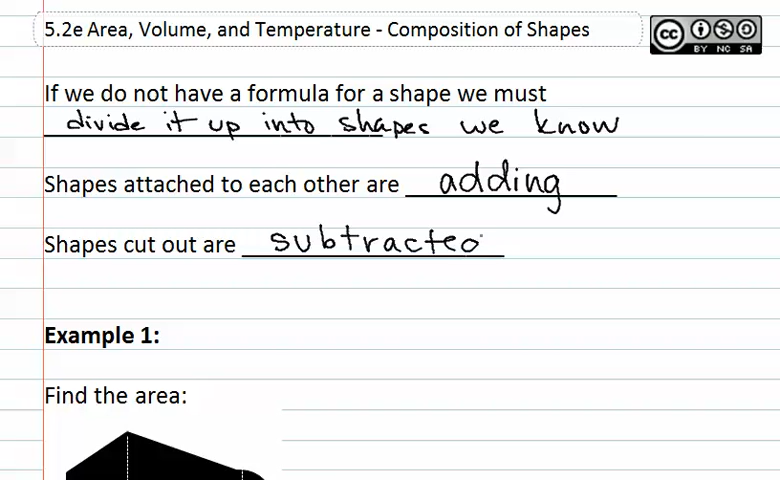 5.2e Area, Volume, and Temperature - Composition of Shapes
cc BY NC SA
If we do not have a formula for a shape we must
divide it up into shapes we know
Shapes attached to each other are adding
Shapes cut out are subtracteo
Example 1:
Find the area: